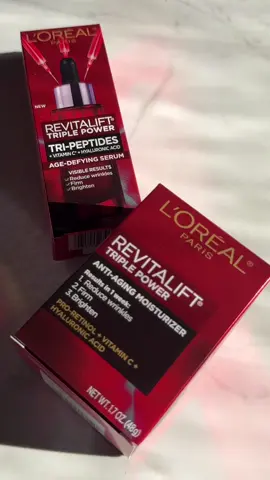 L'ORÉAL
PARIS
NEW
REVITALIFT®
TRIPLE POWER
TRI-PEPTIDES
+ VITAMIN C* + HYALURONIC ACID
AGE-DEFYING SERUM
VISIBLE RESULTS
Reduce wrinkles
Firm
Brighten
L'ORÉAL
PARIS
REVITALIFT®
TRIPLE POWER
ANTI-AGING MOISTURIZER
Results in 1 week:
1. Reduce wrinkles
2. Firm
3. Brighten
PRO-RETINOL + VITAMIN C +
HYALURONIC ACID
NET WT. 1.7 OZ. (48g)